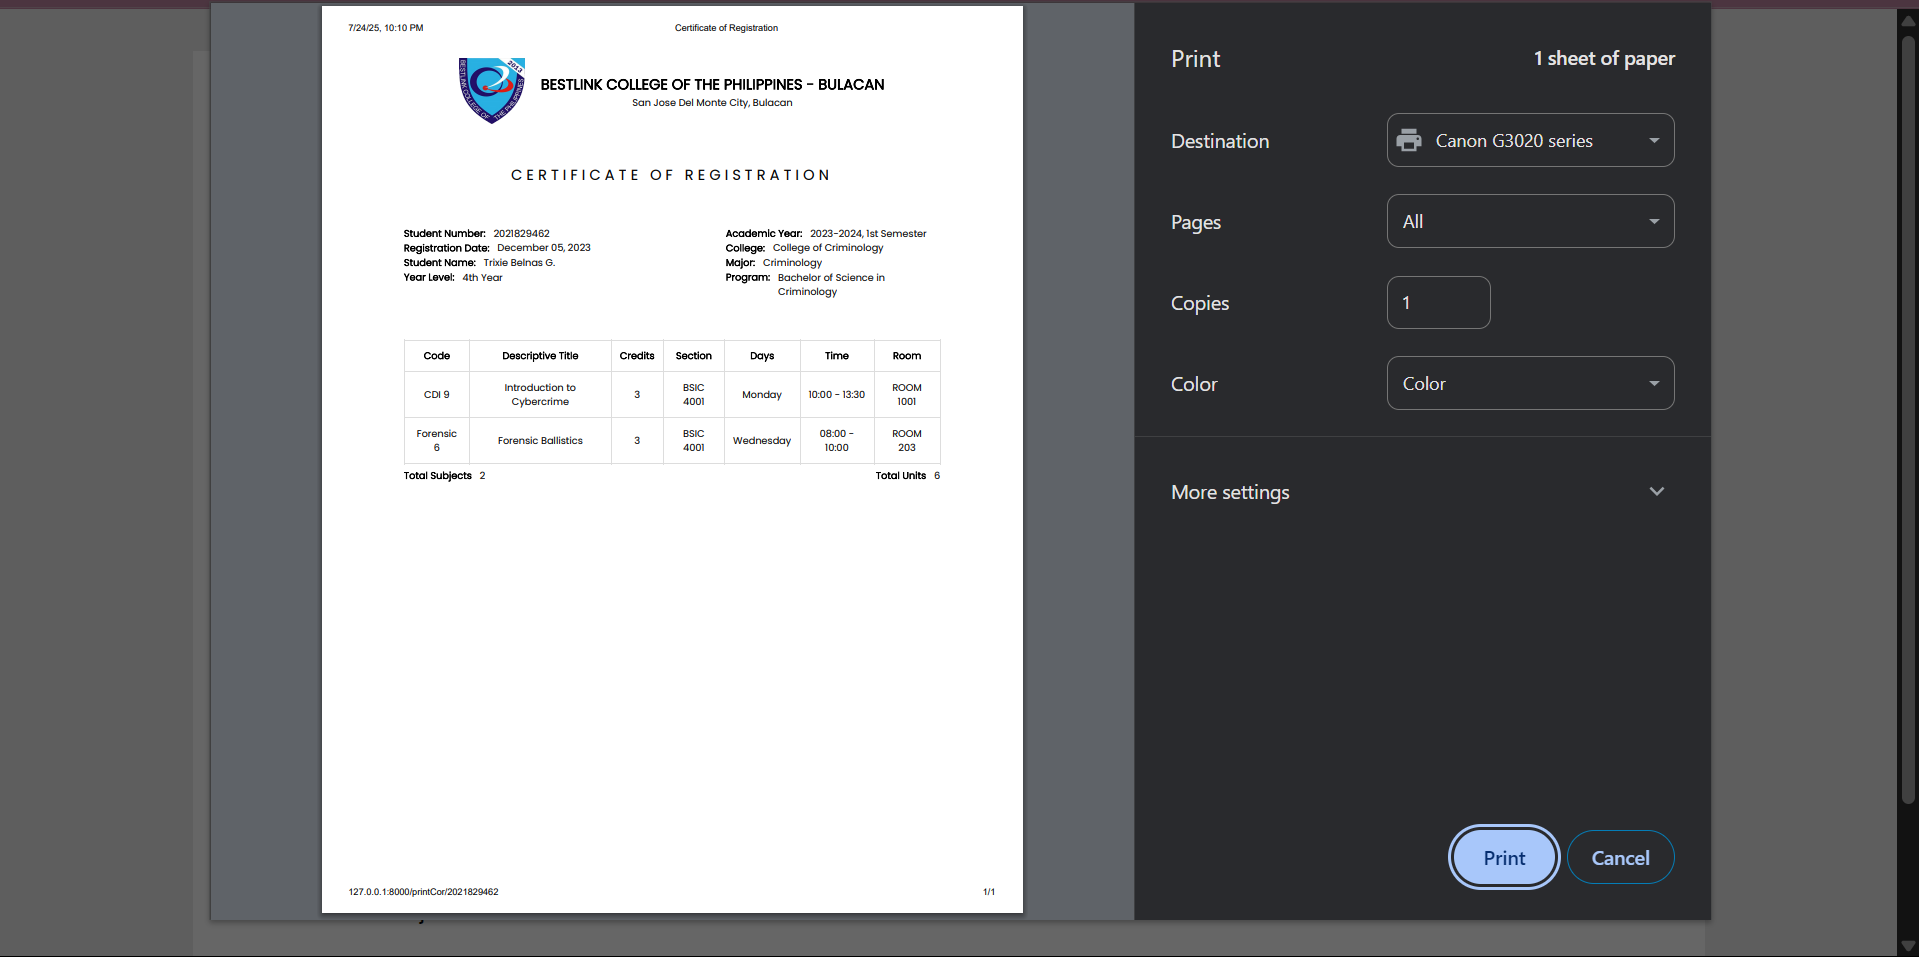 7/24/25, 10:10 PM
Certificate of Registration
2013
BESTLINK COLLEGE OF THE PHILIPPINES
BESTLINK COLLEGE OF THE PHILIPPINES - BULACAN
San Jose Del Monte City, Bulacan
CERTIFICATE OF REGISTRATION
Student Number: 2021829462
Registration Date: December 05, 2023
Student Name: Trixie Belnas G.
Year Level: 4th Year
Academic Year: 2023-2024, 1st Semester
College: College of Criminology
Major: Criminology
Program: Bachelor of Science in
Criminology
Code Descriptive Title Credits Section Days Time Room
CDI 9 Introduction to Cybercrime 3 BSIC 4001 Monday 10:00 - 13:30 ROOM 1001
Forensic 6 Forensic Ballistics 3 BSIC 4001 Wednesday 08:00 - 10:00 ROOM 203
Total Subjects 2 Total Units 6
127.0.0.1:8000/printCor/2021829462
1/1
Print
1 sheet of paper
Destination
Canon G3020 series
Pages
All
Copies
1
Color
Color
More settings
Print
Cancel